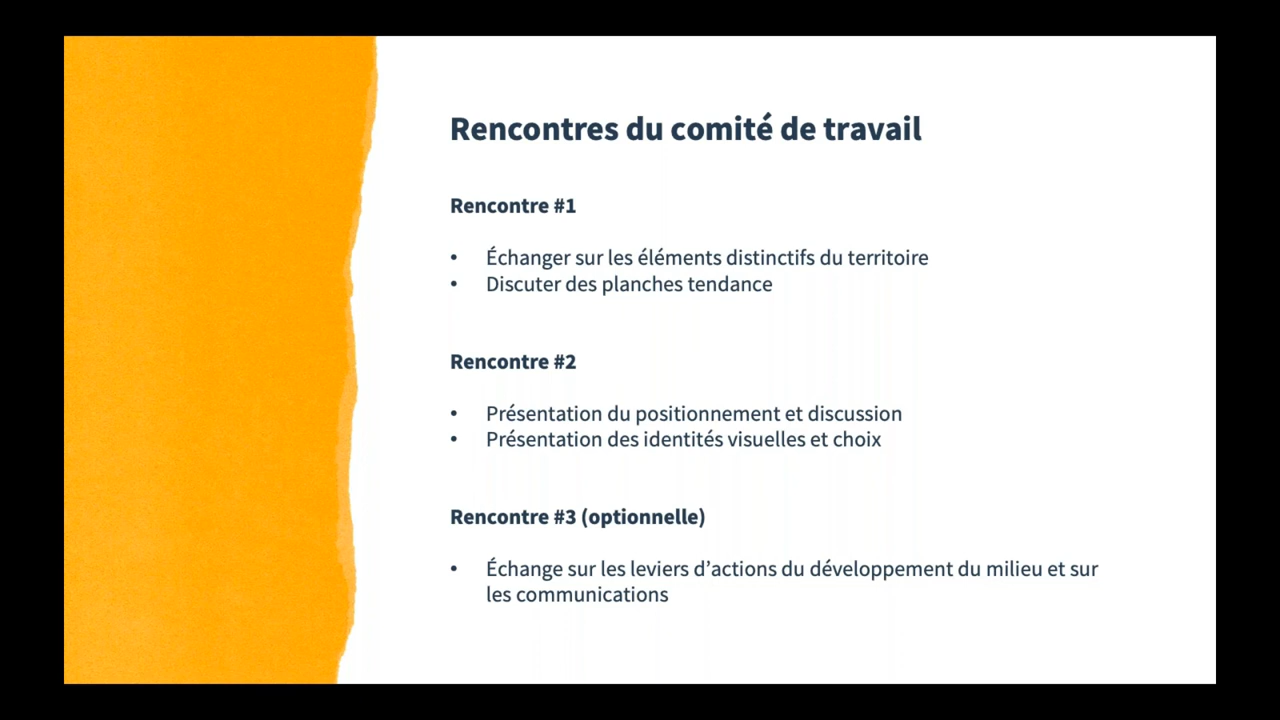 Rencontres du comité de travail
Rencontre #1
• Échanger sur les éléments distinctifs du territoire
• Discuter des planches tendance
Rencontre #2
• Présentation du positionnement et discussion
• Présentation des identités visuelles et choix
Rencontre #3 (optionnelle)
• Échange sur les leviers d’actions du développement du milieu et sur
les communications